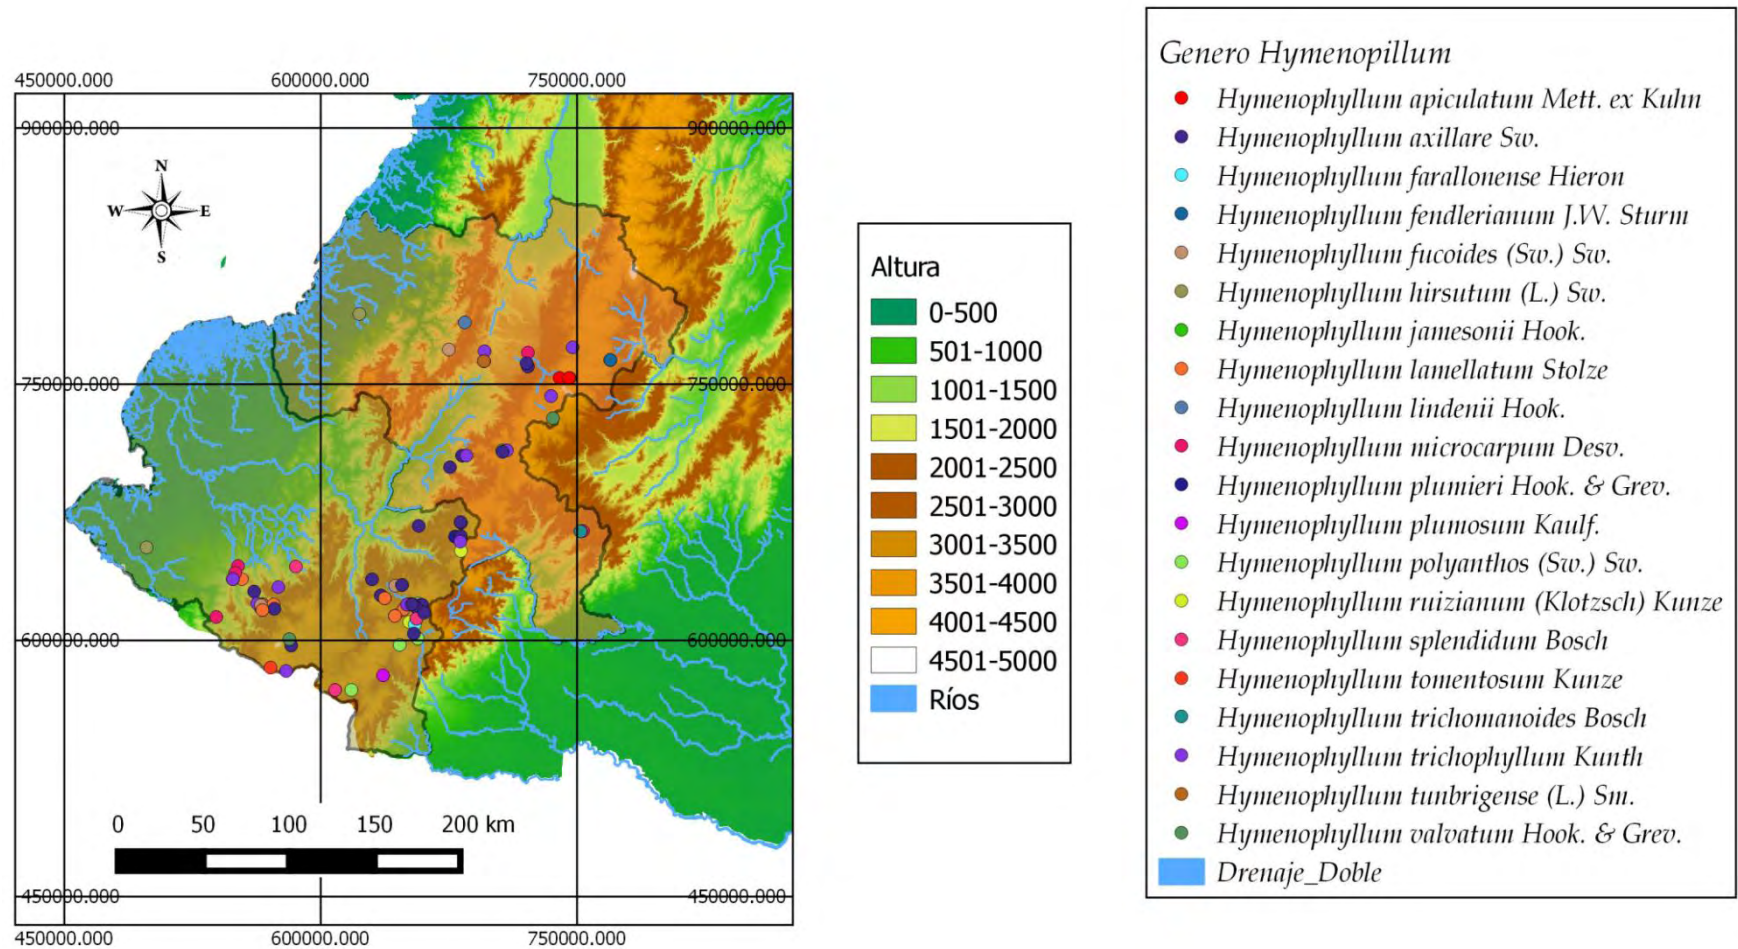 450000.000 600000.000 750000.000
900000.000 900000.000
N
W E
S
750000.000 750000.000
600000.000 600000.000
0 50 100 150 200 km
450000.000 450000.000
450000.000 600000.000 750000.000
Altura
0-500
501-1000
1001-1500
1501-2000
2001-2500
2501-3000
3001-3500
3501-4000
4001-4500
4501-5000
Ríos
Genero Hymenopillum
Hymenophyllum apiculatum Mett. ex Kuhn
Hymenophyllum axillare Sw.
Hymenophyllum farallonense Hieron
Hymenophyllum fendlerianum J.W. Sturm
Hymenophyllum fucoides (Sw.) Sw.
Hymenophyllum hirsutum (L.) Sw.
Hymenophyllum jamesonii Hook.
Hymenophyllum lamellatum Stolze
Hymenophyllum lindenii Hook.
Hymenophyllum microcarpum Desv.
Hymenophyllum plumieri Hook. & Grev.
Hymenophyllum plumosum Kaulf.
Hymenophyllum polyanthos (Sw.) Sw.
Hymenophyllum ruizianum (Klotzsch) Kunze
Hymenophyllum splendidum Bosch
Hymenophyllum tomentosum Kunze
Hymenophyllum trichomanoides Bosch
Hymenophyllum trichophyllum Kunth
Hymenophyllum tunbrigense (L.) Sm.
Hymenophyllum valvatum Hook. & Grev.
Drenaje_Doble